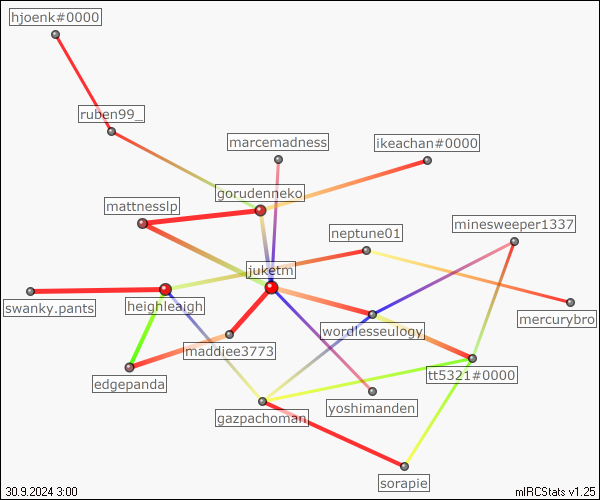 hjoenk#0000
ruben99_
marcemadness
ikeachan#0000
gorudenneko
mattnesslp
minesweeper1337
neptune01
juketm
swanky.pants
heighleaigh
mercurybro
wordlesseulogy
maddiee3773
tt5321#0000
edgepanda
yoshimanden
gazpachoman
sorapie
30.9.2024 3:00
mIRCStats v1.25